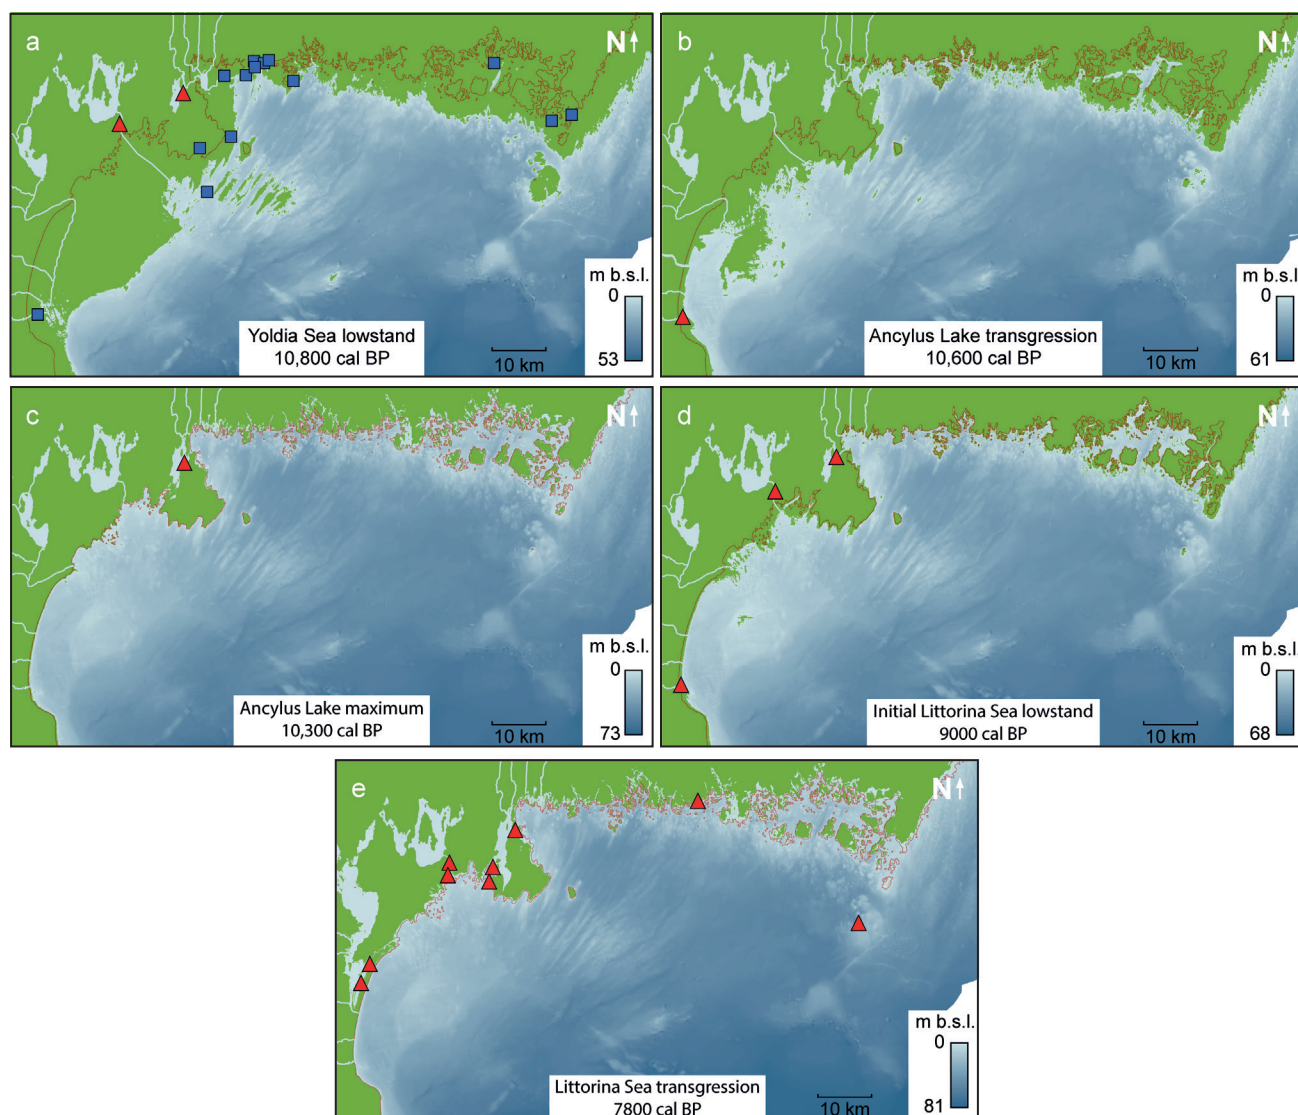 a
N
m b.s.l.
0
53
Yoldia Sea lowstand
10,800 cal BP
10 km
b
N
m b.s.l.
0
61
Ancylus Lake transgression
10,600 cal BP
10 km
c
N
m b.s.l.
0
73
Ancylus Lake maximum
10,300 cal BP
10 km
d
N
m b.s.l.
0
68
Initial Littorina Sea lowstand
9000 cal BP
10 km
e
N
m b.s.l.
0
81
Littorina Sea transgression
7800 cal BP
10 km